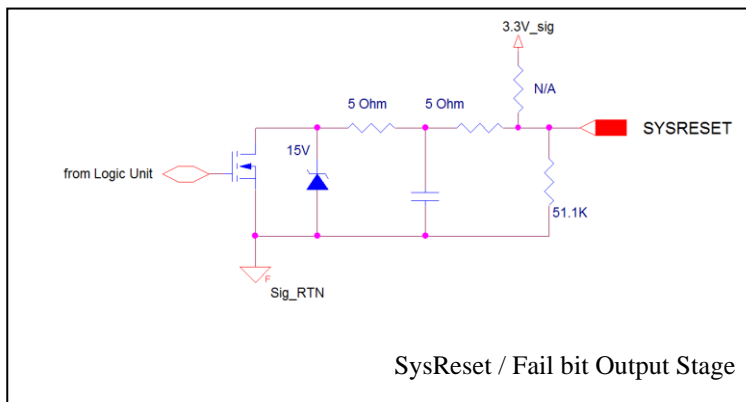 3.3V_sig
N/A
5 Ohm
5 Ohm
SYSRESET
15V
from Logic Unit
51.1K
F
Sig_RTN
SysReset / Fail bit Output Stage